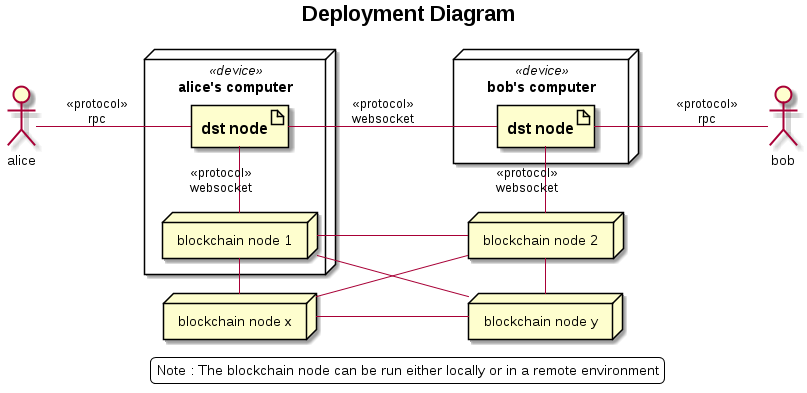 Deployment Diagram
«device»
alice's computer
«device»
bob's computer
«protocol»
rpc
dst node
«protocol»
websocket
dst node
«protocol»
rpc
alice
bob
«protocol»
websocket
«protocol»
websocket
blockchain node 1
blockchain node 2
blockchain node x
blockchain node y
Note : The blockchain node can be run either locally or in a remote environment